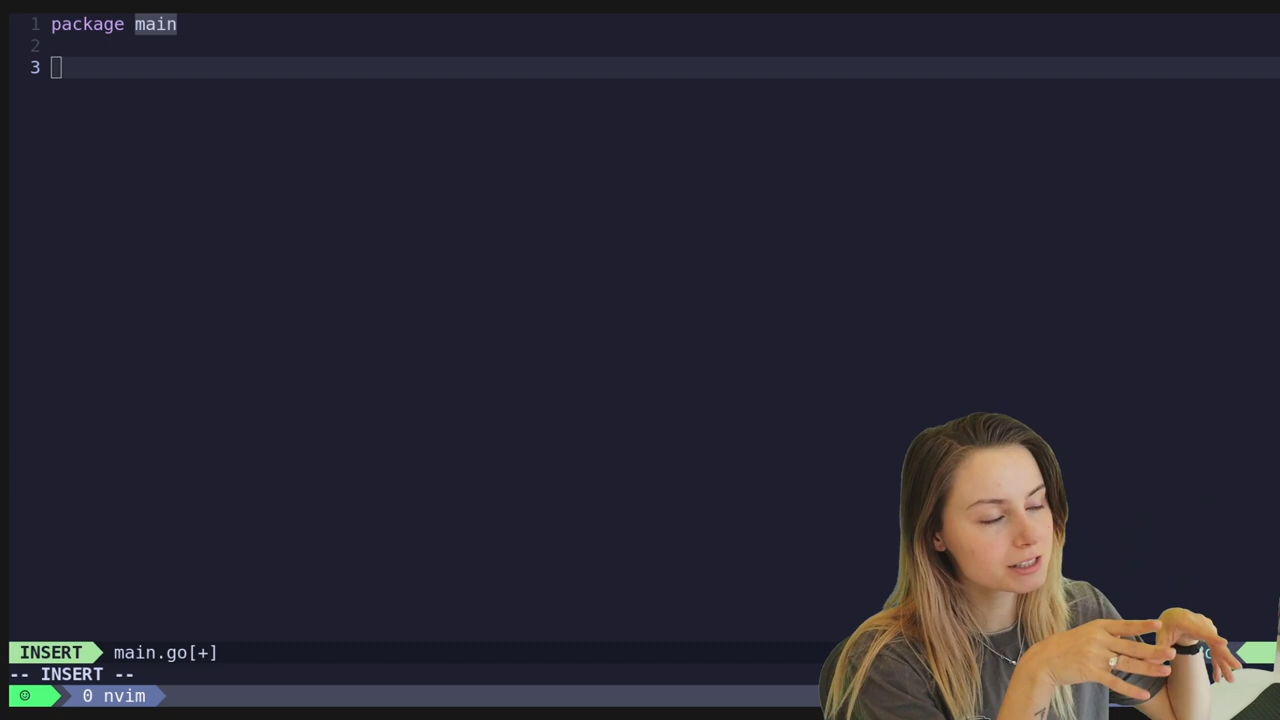 1 package main
2
3
INSERT main.go[+]
-- INSERT --
☺ 0 nvim